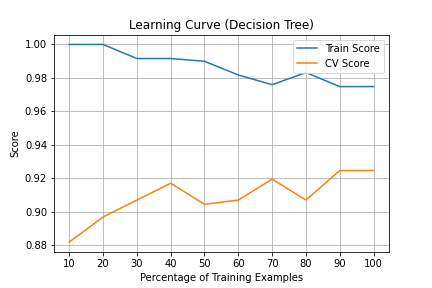 Learning Curve (Decision Tree)
Train Score
CV Score
1.00
0.98
0.96
0.94
0.92
0.90
0.88
Score
10 20 30 40 50 60 70 80 90 100
Percentage of Training Examples